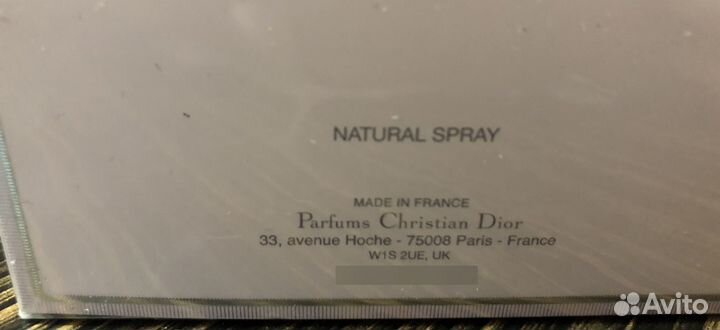 NATURAL SPRAY
MADE IN FRANCE
Parfums Christian Dior
33, avenue Hoche - 75008 Paris - France
W1S 2UE, UK
Avito